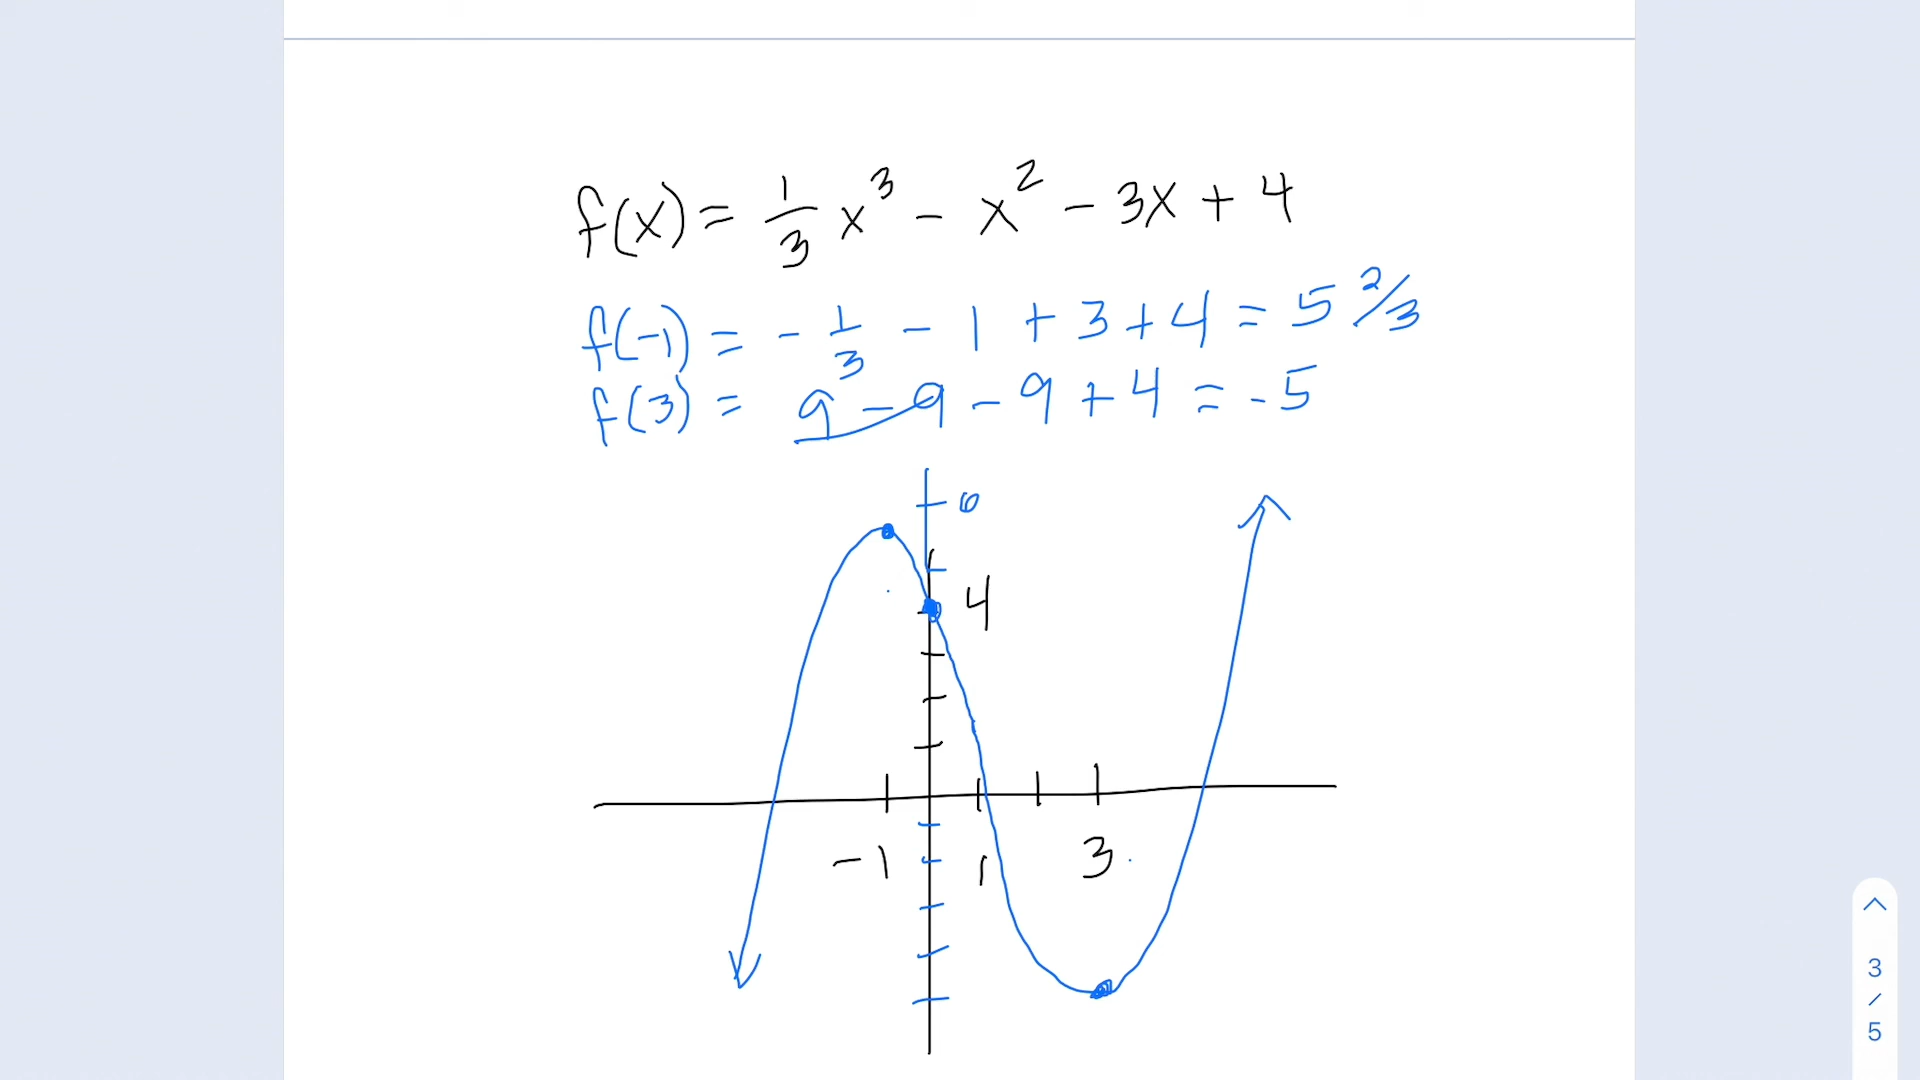 f(x) = 1/3 x³ - x² - 3x + 4
f(-1) = - 1/3 - 1 + 3 + 4 = 5 2/3
f(3) = 9 - 9 - 9 + 4 = -5
6
4
-1 1 3
3
/
5